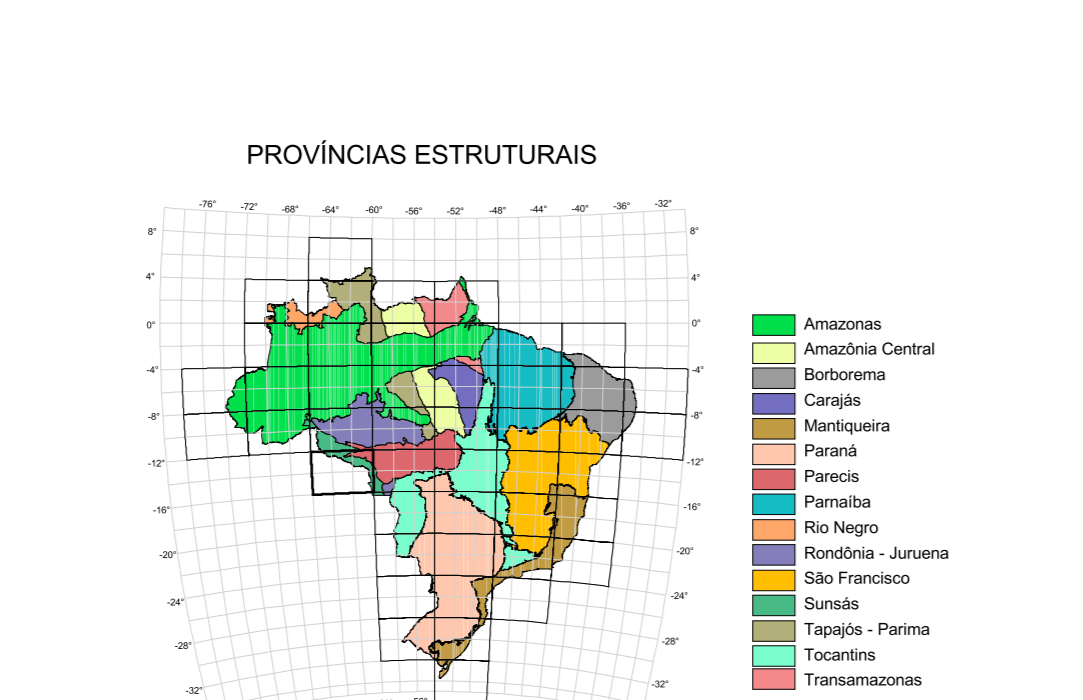 PROVÍNCIAS ESTRUTURAIS
-76° -72° -68° -64° -60° -56° -52° -48° -44° -40° -36° -32°
8° 8°
4° 4°
0° 0°
-4° -4°
-8° -8°
-12° -12°
-16° -16°
-20° -20°
-24° -24°
-28° -28°
-32° -32°
Amazonas
Amazônia Central
Borborema
Carajás
Mantiqueira
Paraná
Parecis
Parnaíba
Rio Negro
Rondônia - Juruena
São Francisco
Sunsás
Tapajós - Parima
Tocantins
Transamazonas